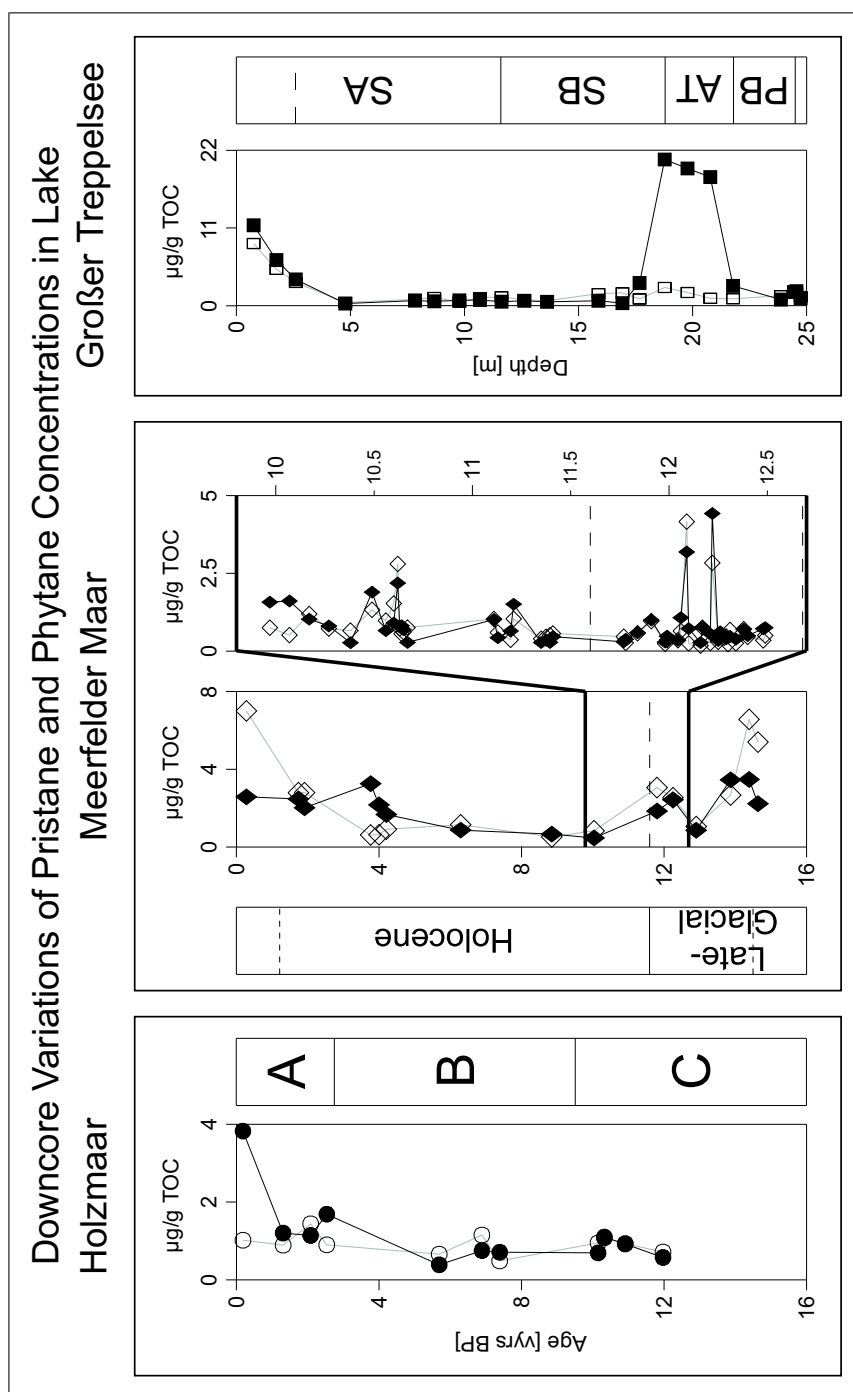 Downcore Variations of Pristane and Phytane Concentrations in Lake
Holzmaar
Meerfelder Maar
Großer Treppelsee
µg/g TOC
0
2
4
Age [vyrs BP]
0
4
8
12
16
A
B
C
Holocene
Late-
Glacial
µg/g TOC
0
4
8
0
4
8
12
16
µg/g TOC
0
2.5
5
10
10.5
11
11.5
12
12.5
µg/g TOC
0
11
22
Depth [m]
0
5
10
15
20
25
SA
SB
AT
PB